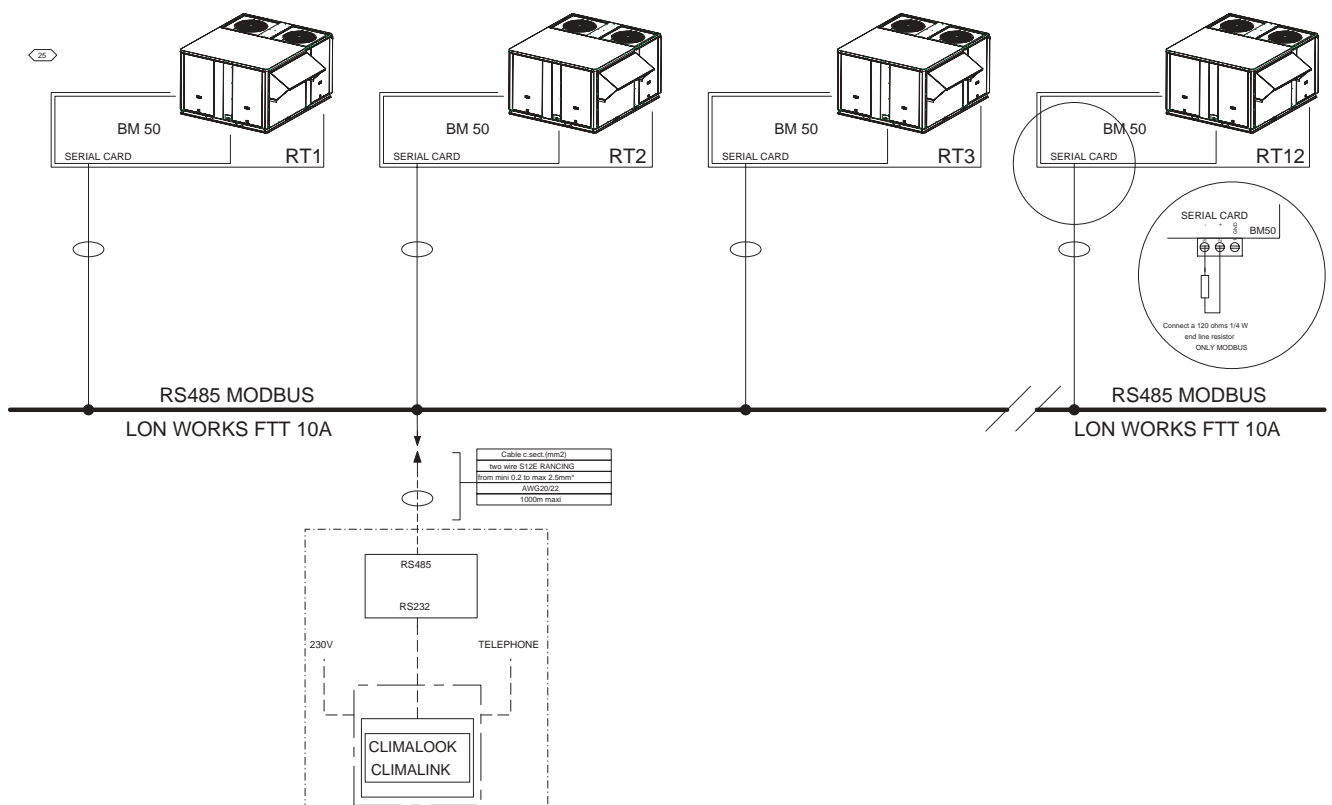 25
BM 50
SERIAL CARD
RT1
BM 50
SERIAL CARD
RT2
BM 50
SERIAL CARD
RT3
BM 50
SERIAL CARD
RT12
SERIAL CARD
- + GND
BM50
Connect a 120 ohms 1/4 W
end line resistor
ONLY MODBUS
RS485 MODBUS
LON WORKS FTT 10A
RS485 MODBUS
LON WORKS FTT 10A
Cable c.sect.(mm2)
two wire S12E RANCING
from mini 0.2 to max 2.5mm²
AWG20/22
1000m maxi
RS485
RS232
230V
TELEPHONE
CLIMALOOK
CLIMALINK